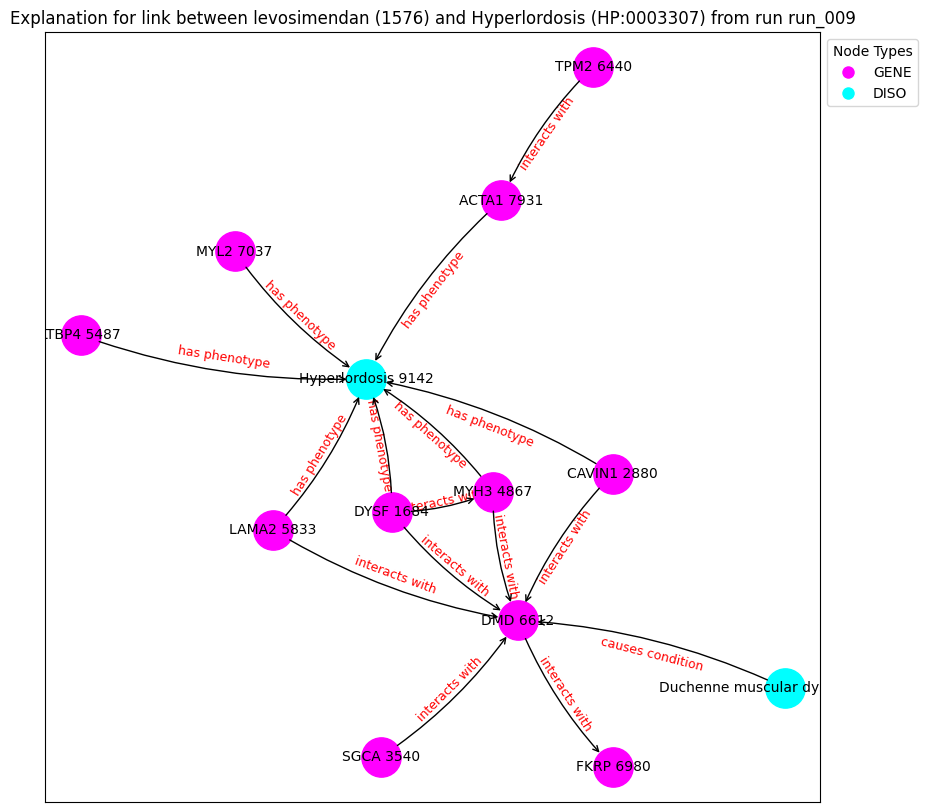 Explanation for link between levosimendan (1576) and Hyperlordosis (HP:0003307) from run run_009
Node Types
GENE
DISO
TPM2 6440
interacts with
ACTA1 7931
has phenotype
MYL2 7037
has phenotype
LTBP4 5487
has phenotype
Hyperlordosis 9142
has phenotype
has phenotype
has phenotype
has phenotype
CAVIN1 2880
MYH3 4867
interacts with
DYSF 1684
LAMA2 5833
interacts with
interacts with
interacts with
interacts with
DMD 6612
causes condition
Duchenne muscular dy
interacts with
interacts with
SGCA 3540
FKRP 6980